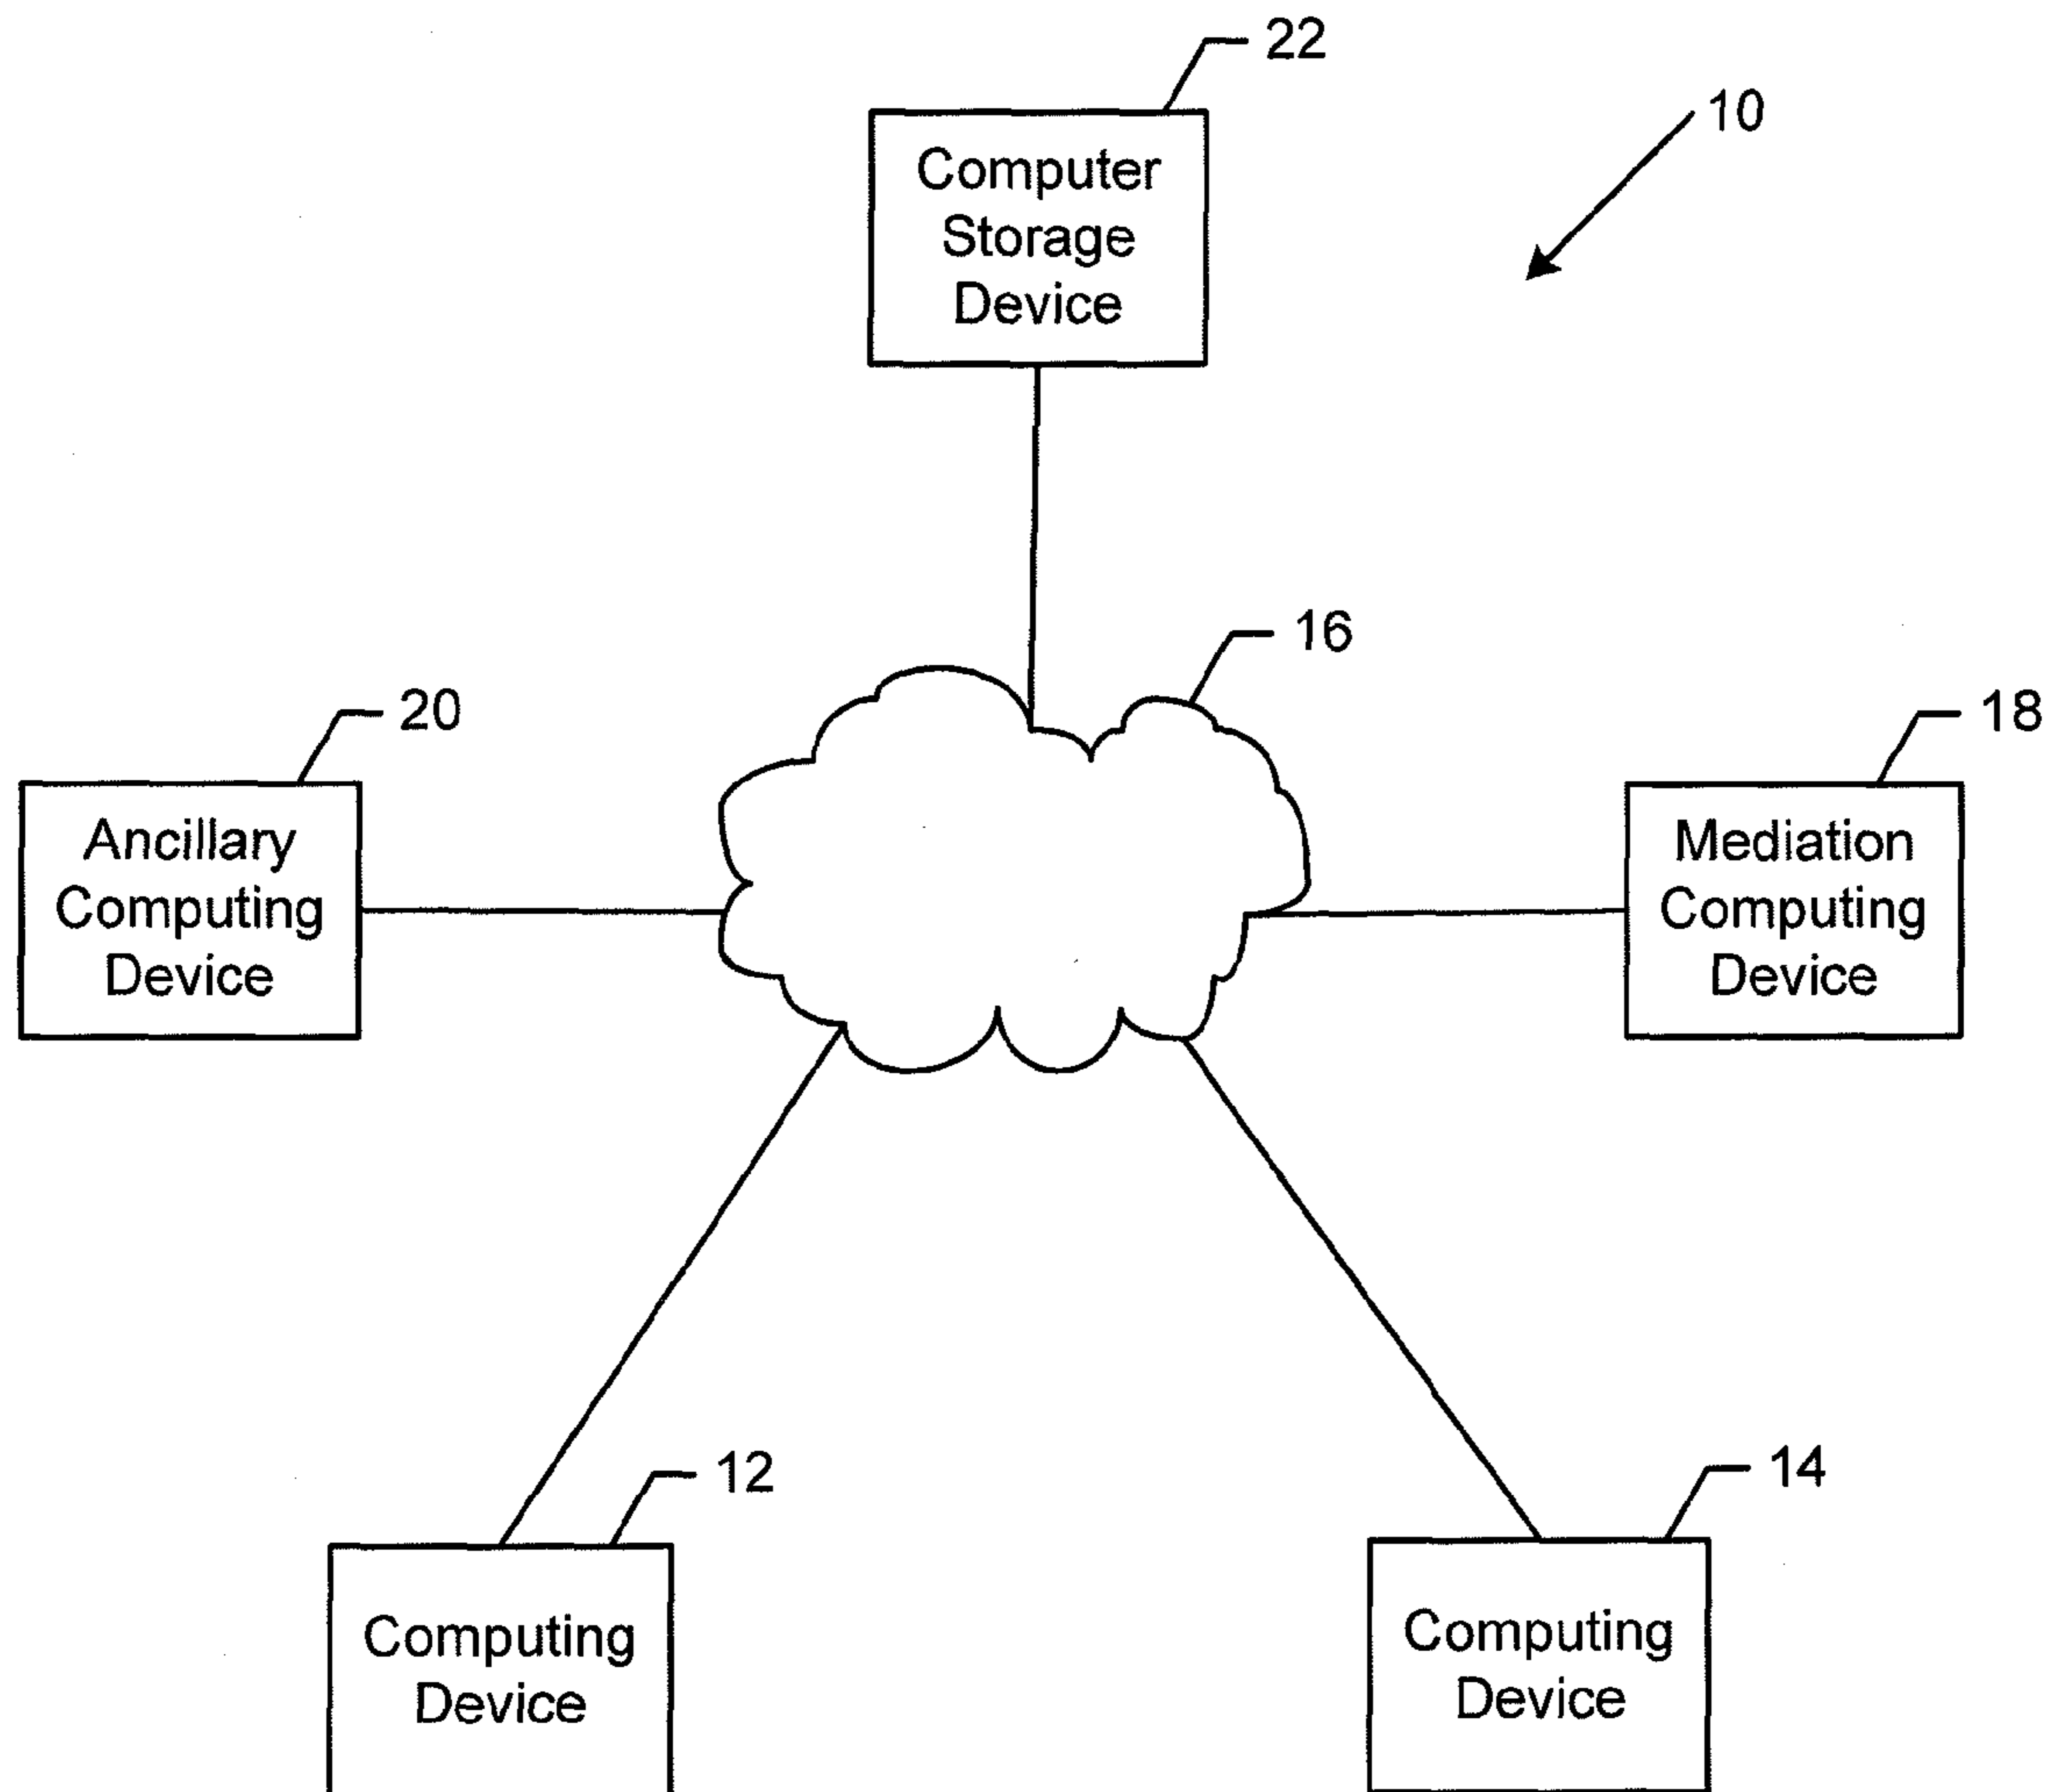 22
10
Computer
Storage
Device
16
20
18
Ancillary
Computing
Device
Mediation
Computing
Device
12
14
Computing
Device
Computing
Device